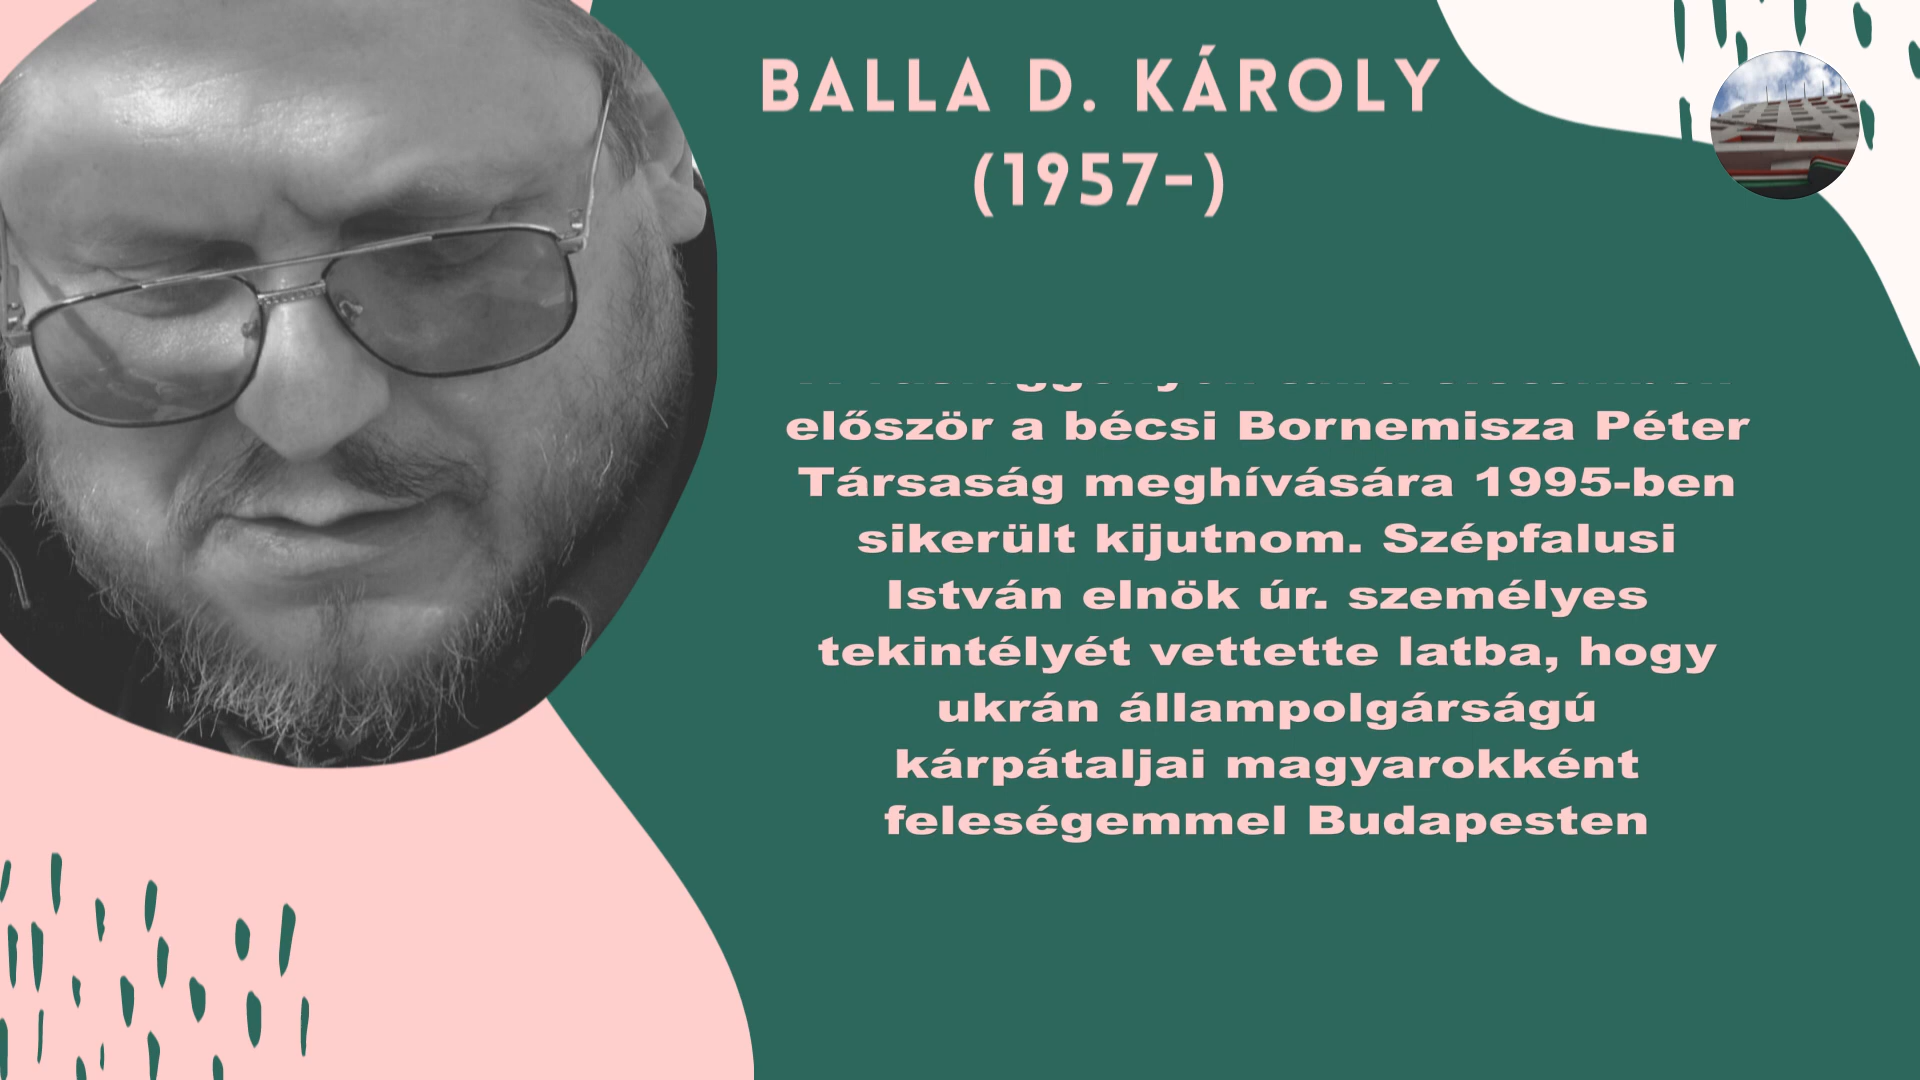 BALLA D. KÁROLY
(1957-)
először a bécsi Bornemisza Péter
Társaság meghívására 1995-ben
sikerült kijutnom. Szépfalusi
István elnök úr. személyes
tekintélyét vettette latba, hogy
ukrán állampolgárságú
kárpátaljai magyarokként
feleségemmel Budapesten